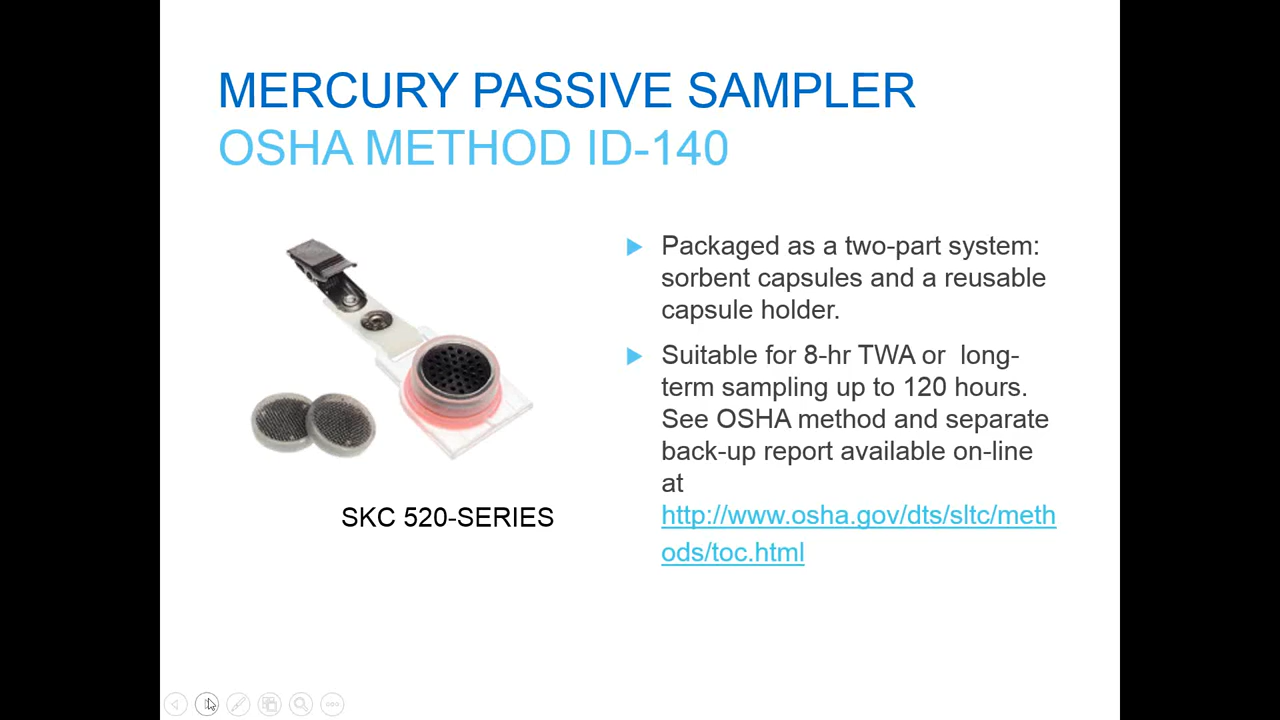 MERCURY PASSIVE SAMPLER
OSHA METHOD ID-140
Packaged as a two-part system:
sorbent capsules and a reusable
capsule holder.
Suitable for 8-hr TWA or  long-
term sampling up to 120 hours.
See OSHA method and separate
back-up report available on-line
at
http://www.osha.gov/dts/sltc/meth
ods/toc.html
SKC 520-SERIES